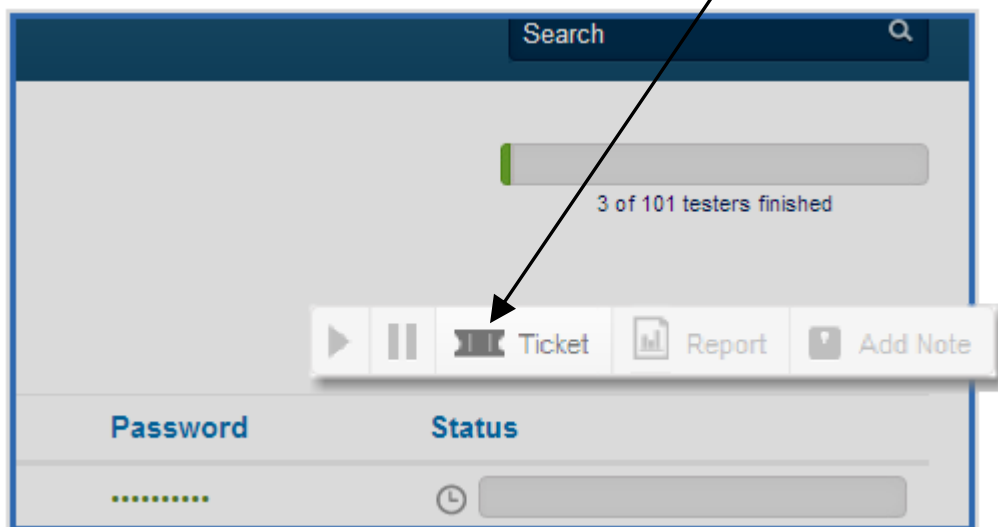 Search
3 of 101 testers finished
Ticket Report Add Note
Password Status
••••••••••